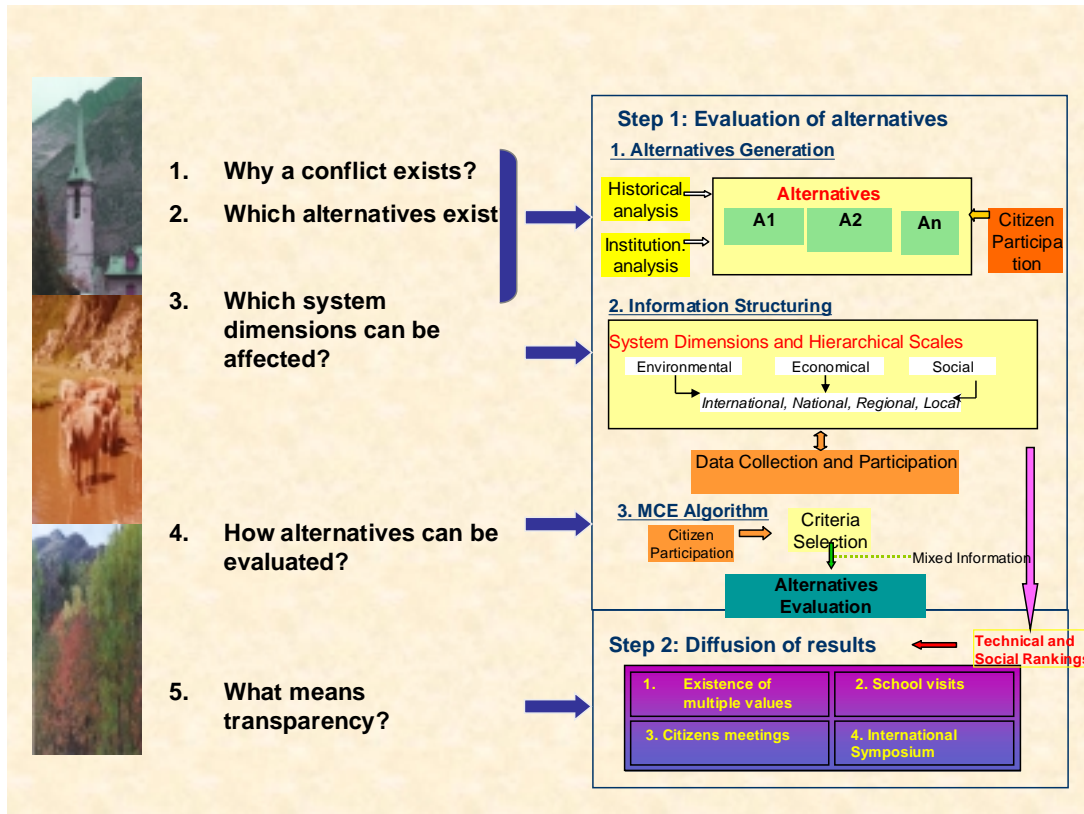 1. Why a conflict exists?
2. Which alternatives exist
3. Which system
dimensions can be
affected?
4. How alternatives can be
evaluated?
5. What means
transparency?
Step 1: Evaluation of alternatives
1. Alternatives Generation
Historical
analysis
Institution.
analysis
Alternatives
A1
A2
An
Citizen
Participa
tion
2. Information Structuring
System Dimensions and Hierarchical Scales
Environmental
Economical
Social
International, National, Regional, Local
Data Collection and Participation
3. MCE Algorithm
Citizen
Participation
Criteria
Selection
Mixed Information
Alternatives
Evaluation
Step 2: Diffusion of results
Technical and
Social Rankings
1. Existence of
multiple values
2. School visits
3. Citizens meetings
4. International
Symposium